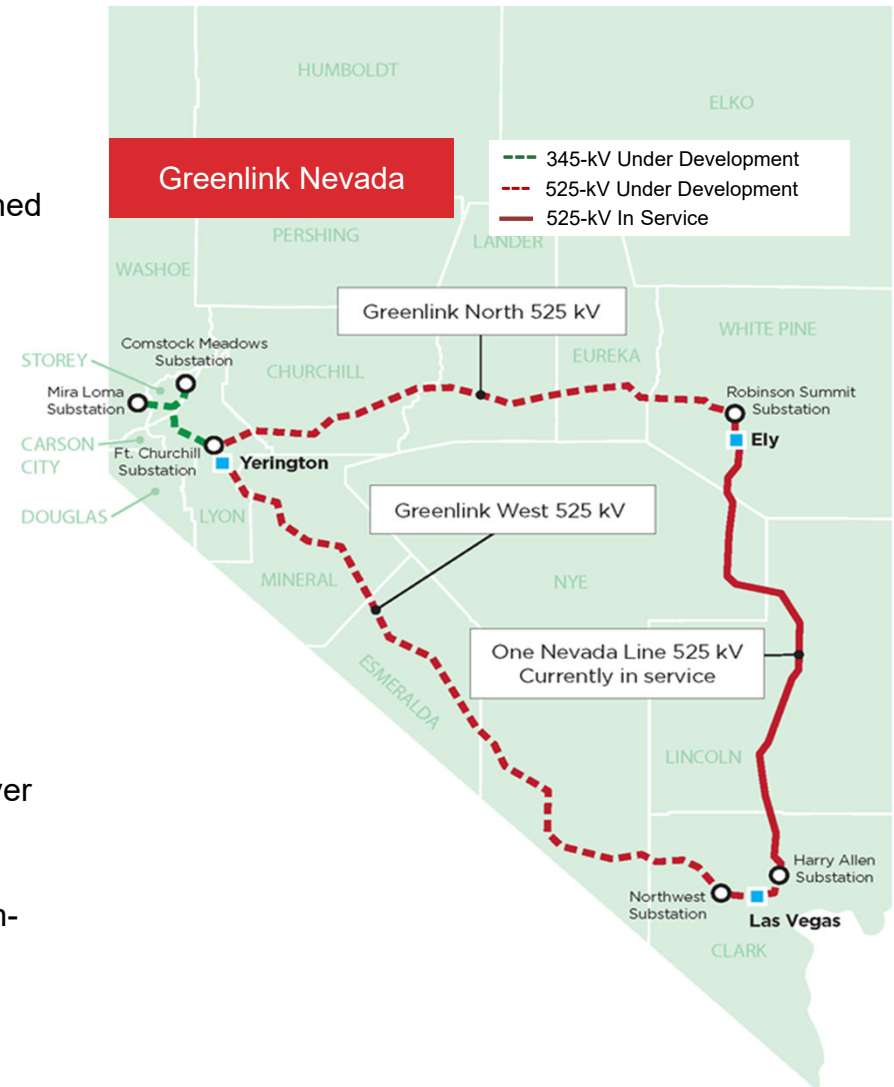 HUMBOLDT
ELKO
Greenlink Nevada
345-kV Under Development
525-kV Under Development
525-kV In Service
ned
PERSHING
LANDER
WASHOE
Greenlink North 525 kV
WHITE PINE
Comstock Meadows
Substation
STOREY
CHURCHILL
EUREKA
Mira Loma
Substation
Robinson Summit
Substation
CARSON
CITY
Ft. Churchill
Substation
Yerington
Ely
DOUGLAS
LYON
Greenlink West 525 kV
MINERAL
NYE
One Nevada Line 525 kV
Currently in service
ESMERALDA
LINCOLN
ver
Harry Allen
Substation
Northwest
Substation
n-
Las Vegas
CLARK